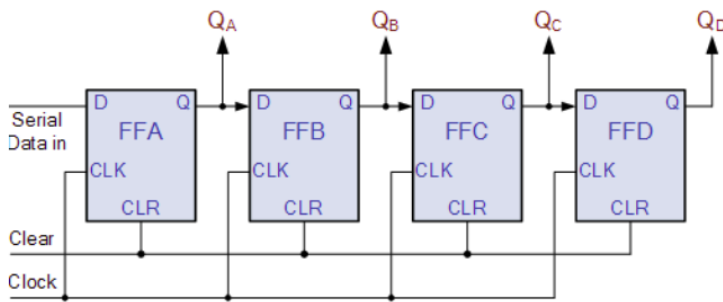 QA QB QC QD
D Q D Q D Q D Q
Serial Data in
FFA FFB FFC FFD
CLK CLK CLK CLK
CLR CLR CLR CLR
Clear
Clock